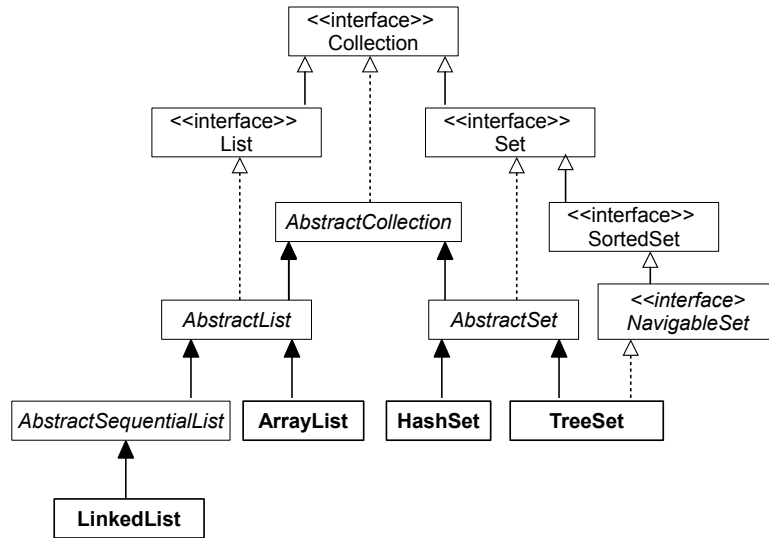 <<interface>>
Collection
<<interface>>
List
<<interface>>
Set
AbstractCollection
<<interface>>
SortedSet
AbstractList
AbstractSet
<<interface>
NavigableSet
AbstractSequentialList
ArrayList
HashSet
TreeSet
LinkedList